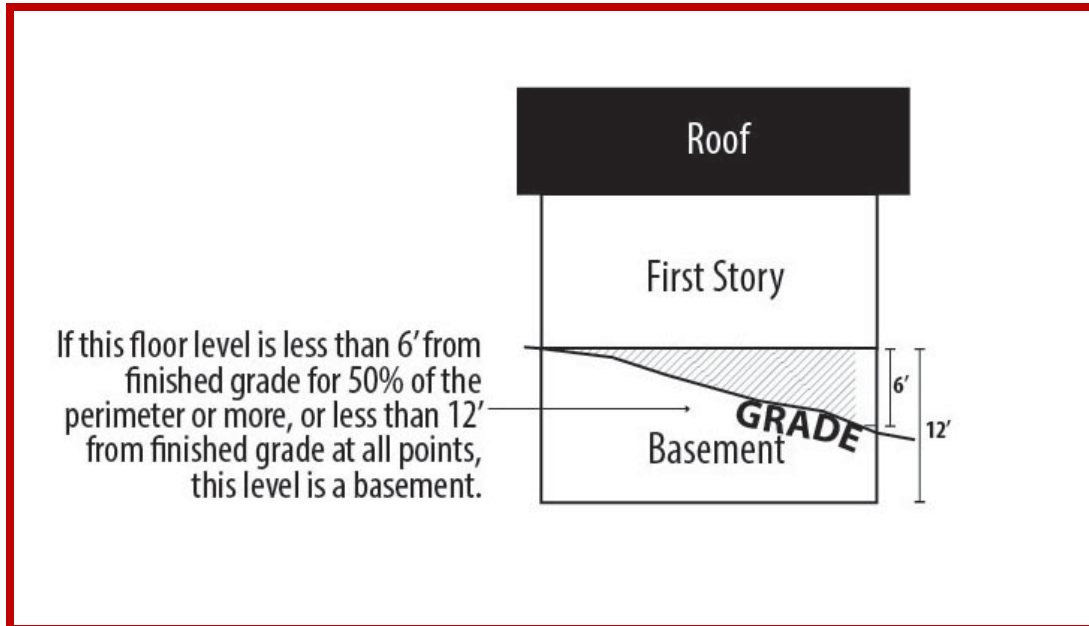 Roof
First Story
If this floor level is less than 6’ from
finished grade for 50% of the
perimeter or more, or less than 12’
from finished grade at all points,
this level is a basement.
6’
12’
GRADE
Basement